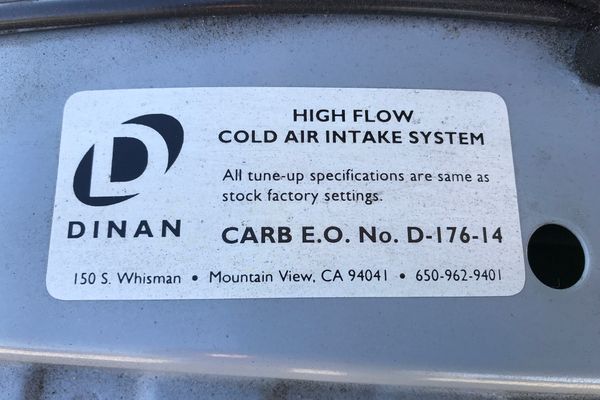 HIGH FLOW
COLD AIR INTAKE SYSTEM
All tune-up specifications are same as
stock factory settings.
D
DINAN
CARB E.O. No. D-176-14
150 S. Whisman • Mountain View, CA 94041 • 650-962-9401